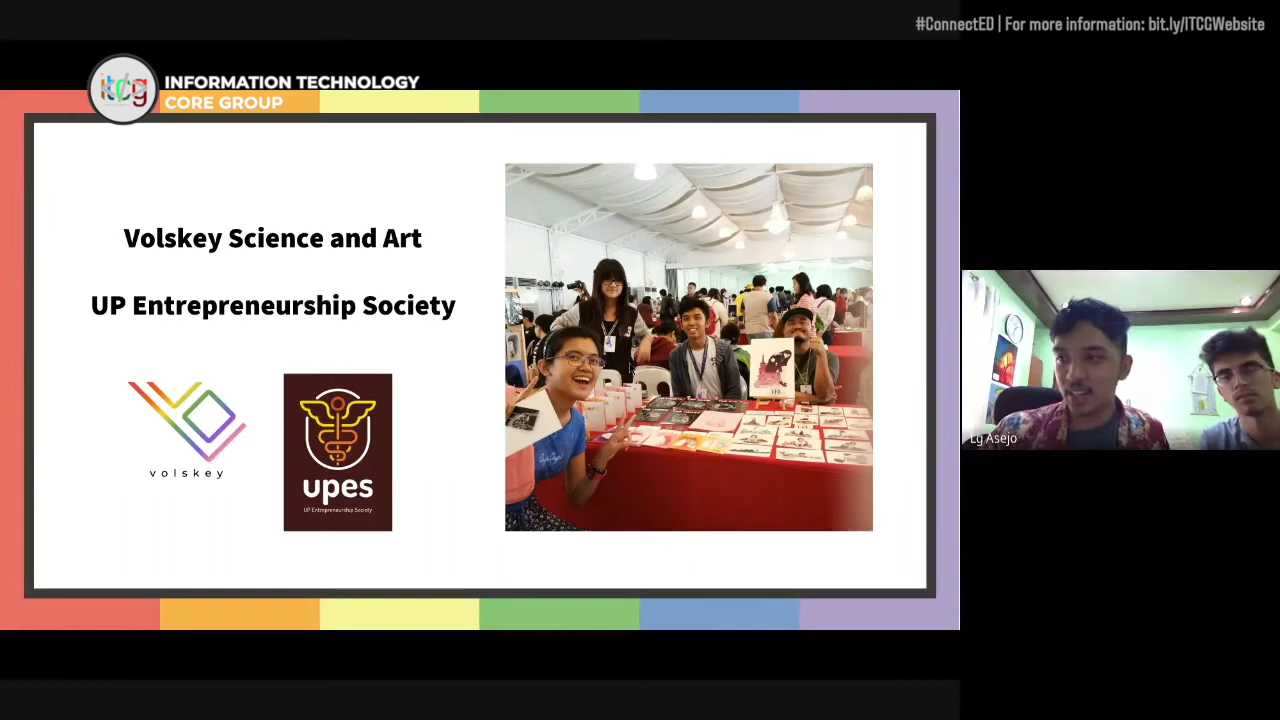 #ConnectED | For more information: bit.ly/ITCGWebsite
itcg
INFORMATION TECHNOLOGY
CORE GROUP
Volskey Science and Art
UP Entrepreneurship Society
volskey
upes
UP Entrepreneurship Society
Lg Asejo